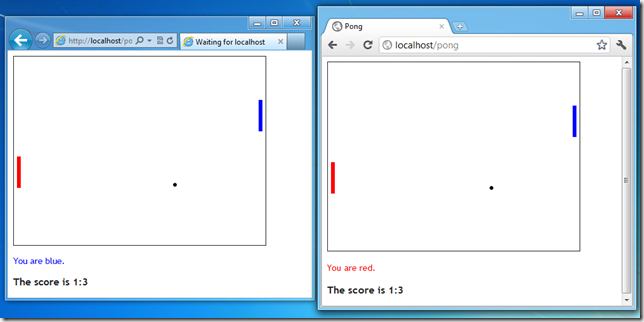 http://localhost/po
Waiting for localhost
You are blue.
The score is 1:3
Pong
localhost/pong
You are red.
The score is 1:3